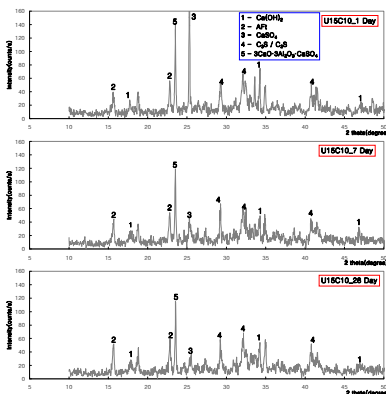 Intensity(counts/s)
140
120
100
80
60
40
20
0
5 10 15 20 25 30 35 40 45 50
2 theta(degree)
U15C10_1 Day
1 – Ca(OH)₂
2 – AFt
3 – CaSO₄
4 – C₃S / C₂S
5 – 3CaO·3Al₂O₃·CaSO₄
2 1 2 5 3 4 4 1 4 1
Intensity(counts/s)
140
120
100
80
60
40
20
0
5 10 15 20 25 30 35 40 45 50
2 theta(degree)
U15C10_7 Day
2 1 2 5 3 4 4 1 4 1
Intensity(counts/s)
140
120
100
80
60
40
20
0
5 10 15 20 25 30 35 40 45 50
2 theta(degree)
U15C10_28 Day
2 1 2 5 3 4 4 1 4 1